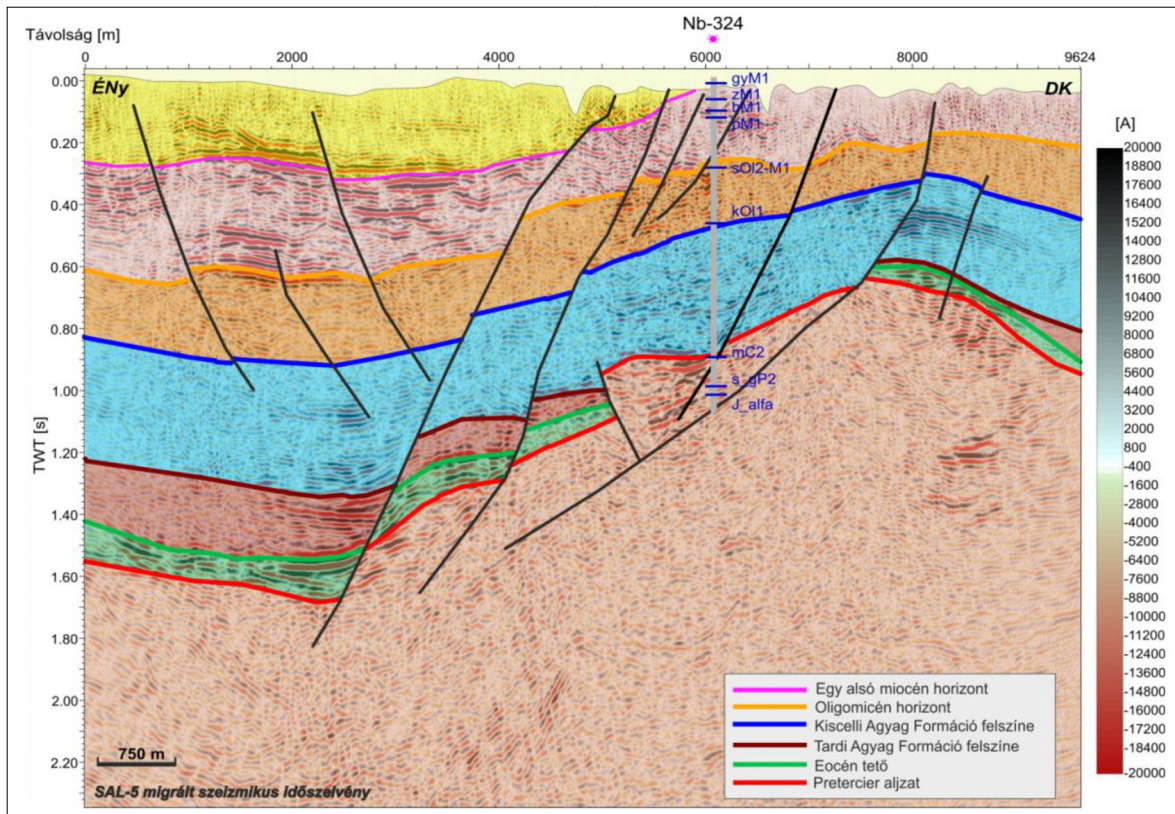 Nb-324
Távolság [m]
0 2000 4000 6000 8000 9624
ÉNy
DK
[A]
TWT [s]
0.00
0.20
0.40
0.60
0.80
1.00
1.20
1.40
1.60
1.80
2.00
2.20
gyM1
zM1
bM1
pM1
sOl2-M1
kOl1
mC2
s_gP2
J_alfa
20000
18800
17600
16400
15200
14000
12800
11600
10400
9200
8000
6800
5600
4400
3200
2000
800
-400
-1600
-2800
-4000
-5200
-6400
-7600
-8800
-10000
-11200
-12400
-13600
-14800
-16000
-17200
-18400
-20000
Egy alsó miocén horizont
Oligomicén horizont
Kiscelli Agyag Formáció felszíne
Tardi Agyag Formáció felszíne
Eocén tető
Pretercier aljzat
750 m
SAL-5 migrált szeizmikus időszelvény